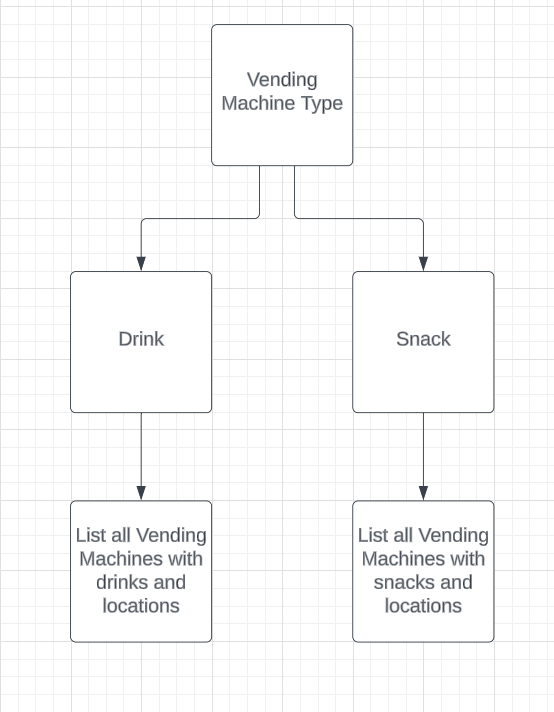 Vending
Machine Type
Drink
Snack
List all Vending
Machines with
drinks and
locations
List all Vending
Machines with
snacks and
locations